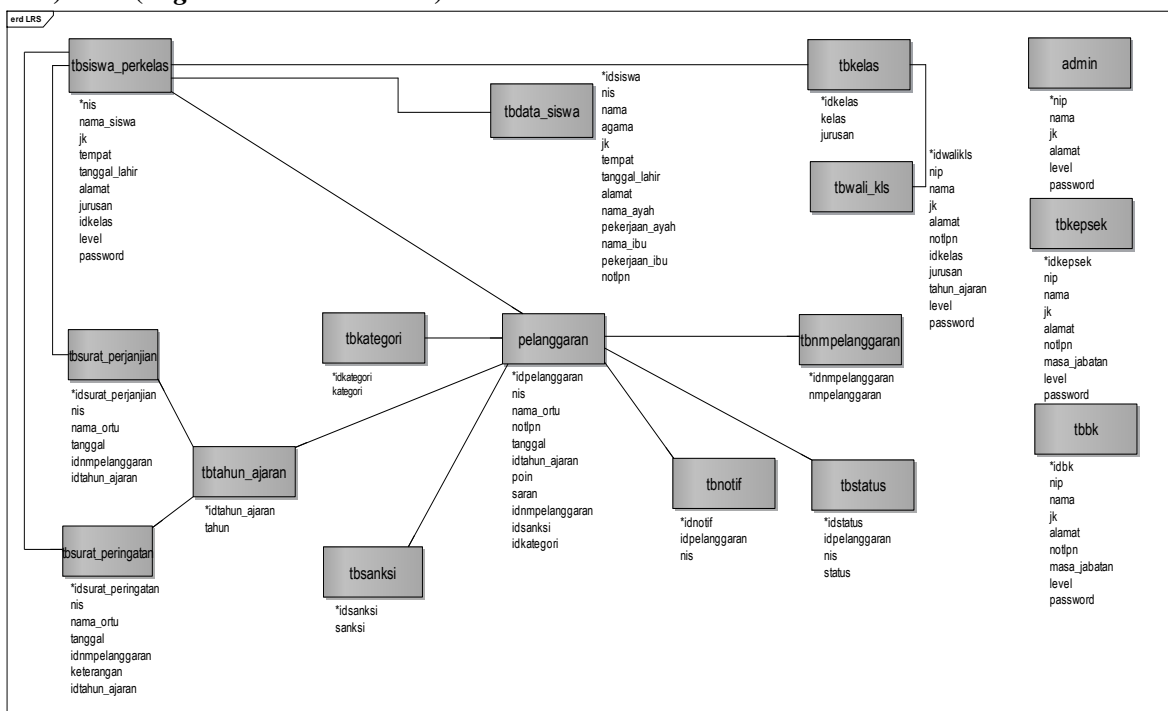 erd LRS
tbsiswa_perkelas
*nis
nama_siswa
jk
tempat
tanggal_lahir
alamat
jurusan
idkelas
level
password
tbdata_siswa
*idsiswa
nis
nama
agama
jk
tempat
tanggal_lahir
alamat
nama_ayah
pekerjaan_ayah
nama_ibu
pekerjaan_ibu
notlpn
tbkelas
*idkelas
kelas
jurusan
tbwali_kls
*idwalikls
nip
nama
jk
alamat
notlpn
idkelas
jurusan
tahun_ajaran
level
password
admin
*nip
nama
jk
alamat
level
password
tbkepsek
*idkepsek
nip
nama
jk
alamat
notlpn
masa_jabatan
level
password
tbbk
*idbk
nip
nama
jk
alamat
notlpn
masa_jabatan
level
password
tbsurat_perjanjian
*idsurat_perjanjian
nis
nama_ortu
tanggal
idnmpelanggaran
idtahun_ajaran
tbkategori
*idkategori
kategori
pelanggaran
*idpelanggaran
nis
nama_ortu
notlpn
tanggal
idtahun_ajaran
poin
saran
idnmpelanggaran
idsanksi
idkategori
tbnmpelanggaran
*idnmpelanggaran
nmpelanggaran
tbtahun_ajaran
*idtahun_ajaran
tahun
tbnotif
*idnotif
idpelanggaran
nis
tbstatus
*idstatus
idpelanggaran
nis
status
tbsurat_peringatan
*idsurat_peringatan
nis
nama_ortu
tanggal
idnmpelanggaran
keterangan
idtahun_ajaran
tbsanksi
*idsanksi
sanksi